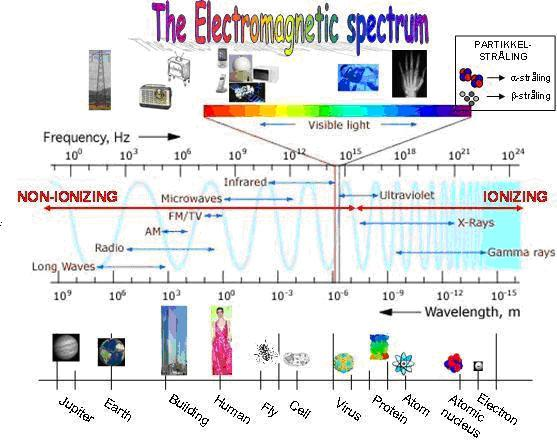 The Electromagnetic spectrum
PARTIKKEL-
STRÅLING
α-stråling
β-stråling
Visible light
Frequency, Hz
10⁰ 10³ 10⁶ 10⁹ 10¹² 10¹⁵ 10¹⁸ 10²¹ 10²⁴
Infrared
NON-IONIZING
Microwaves
Ultraviolet
IONIZING
FM/TV
X-Rays
AM
Radio
Gamma rays
Long Waves
10⁹ 10⁶ 10³ 10⁰ 10⁻³ 10⁻⁶ 10⁻⁹ 10⁻¹² 10⁻¹⁵
Wavelength, m
Jupiter
Earth
Building
Human
Fly
Cell
Virus
Protein
Atom
Atomic
nucleus
Electron